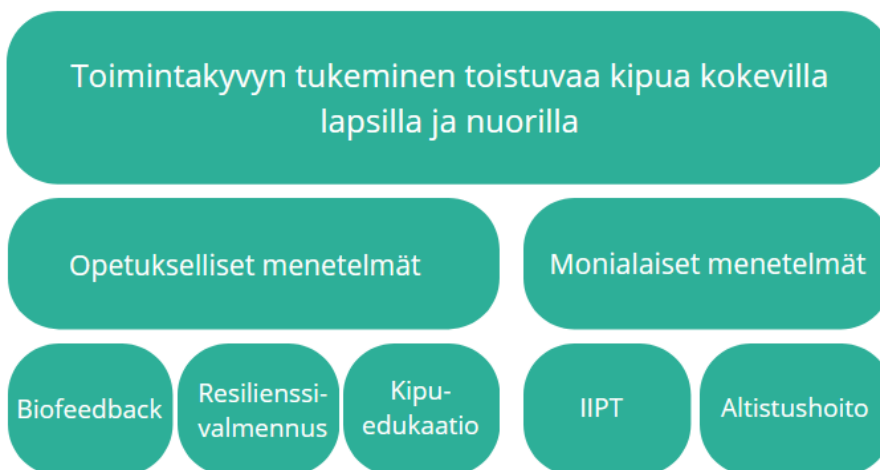 Toimintakyvyn tukeminen toistuvaa kipua kokevilla
lapsilla ja nuorilla
Opetukselliset menetelmät
Monialaiset menetelmät
Biofeedback
Resilienssi-
valmennus
Kipu-
edukaatio
IIPT
Altistushoito